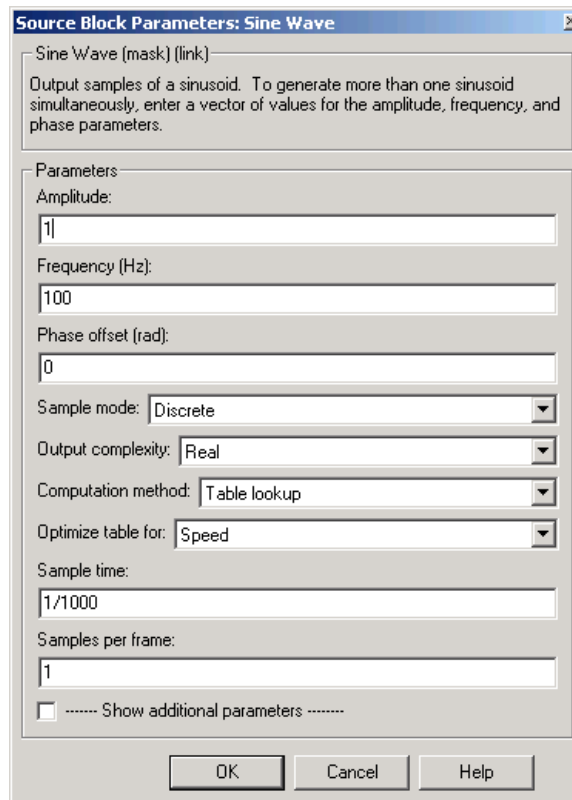 Source Block Parameters: Sine Wave
Sine Wave (mask) (link)
Output samples of a sinusoid. To generate more than one sinusoid
simultaneously, enter a vector of values for the amplitude, frequency, and
phase parameters.
Parameters
Amplitude:
1
Frequency (Hz):
100
Phase offset (rad):
0
Sample mode: Discrete
Output complexity: Real
Computation method: Table lookup
Optimize table for: Speed
Sample time:
1/1000
Samples per frame:
1
------- Show additional parameters --------
OK Cancel Help